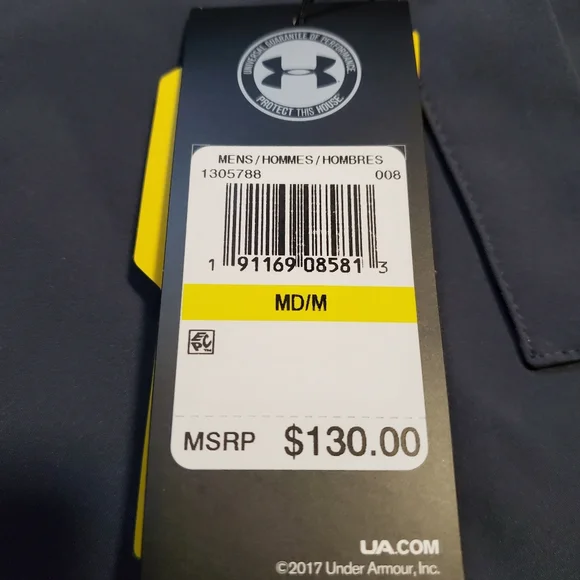 UNIVERSAL GUARANTEE OF PERFORMANCE
PROTECT THIS HOUSE
MENS/HOMMES/HOMBRES
1305788 008
1 91169 08581 3
MD/M
MSRP $130.00
UA.COM
©2017 Under Armour, Inc.